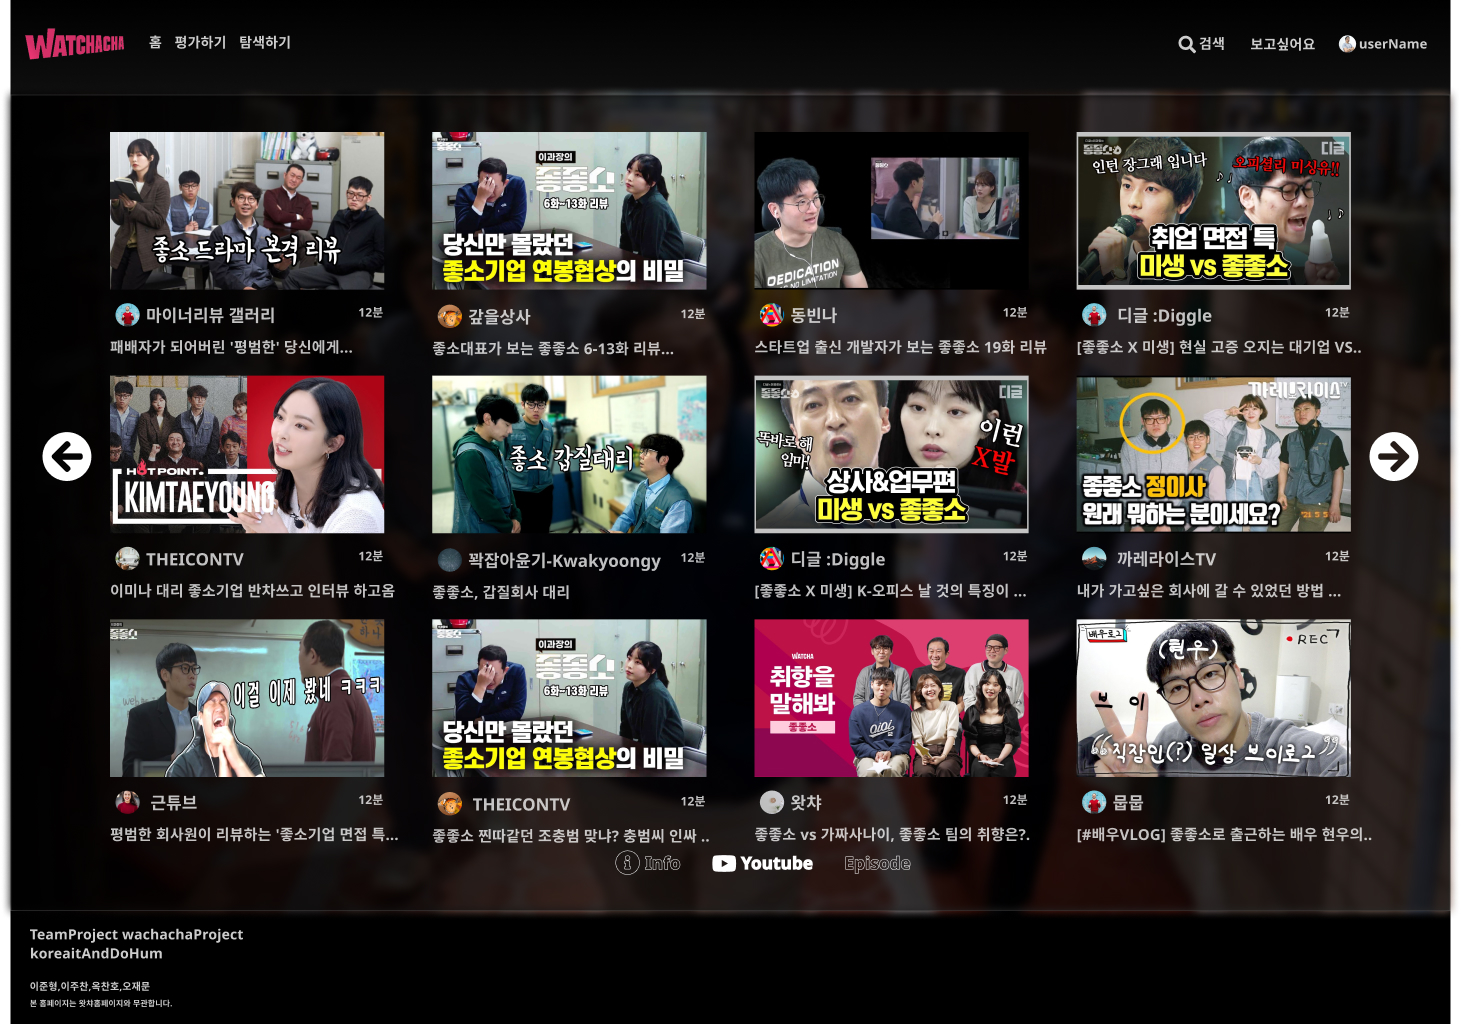 WATCHACHA 홈 평가하기 탐색하기 검색 보고싶어요 userName
좋소 드라마 본격 리뷰
마이너리뷰 갤러리 12분
패배자가 되어버린 '평범한' 당신에게...
이과장의
좋좋소
6화~13화 리뷰
당신만 몰랐던
좋소기업 연봉협상의 비밀
갚을상사 12분
좋소대표가 보는 좋좋소 6-13화 리뷰...
DEDICATION
NO LIMITATION
동빈나 12분
스타트업 출신 개발자가 보는 좋좋소 19화 리뷰
좋좋소
디글
인턴 장그래 입니다
오피셜리 미싱유!!
취업 면접 특
미생 vs 좋좋소
디글 :Diggle 12분
[좋좋소 X 미생] 현실 고증 오지는 대기업 VS..
HOTPOINT.
KIMTAEYOUNG
THEICONTV 12분
이미나 대리 좋소기업 반차쓰고 인터뷰 하고옴
좋소 갑질대리
꽉잡아윤기-Kwakyoongy 12분
좋좋소, 갑질회사 대리
좋좋소
디글
똑바로 해
임마!
이런
X발
상사&업무편
미생 vs 좋좋소
디글 :Diggle 12분
[좋좋소 X 미생] K-오피스 날 것의 특징이 ...
까레라이스TV
좋좋소 정이사
원래 뭐하는 분이세요?
'21 5 5
까레라이스TV 12분
내가 가고싶은 회사에 갈 수 있었던 방법 ...
좋좋소
이걸 이제 봤네 ㅋㅋㅋ
근튜브 12분
평범한 회사원이 리뷰하는 '좋소기업 면접 특...
이과장의
좋좋소
6화~13화 리뷰
당신만 몰랐던
좋소기업 연봉협상의 비밀
THEICONTV 12분
좋좋소 찐따같던 조충범 맞냐? 충범씨 인싸 ..
WATCHA
취향을
말해봐
좋좋소
왓챠 12분
좋좋소 vs 가짜사나이, 좋좋소 팀의 취향은?.
배우로그
(현우)
REC
브 이
"직장인(?) 일상 브이로그"
뭅뭅 12분
[#배우VLOG] 좋좋소로 출근하는 배우 현우의..
Info Youtube Episode
TeamProject wachachaProject
koreaitAndDoHum
이준형,이주찬,옥찬호,오재문
본 홈페이지는 왓챠홈페이지와 무관합니다.